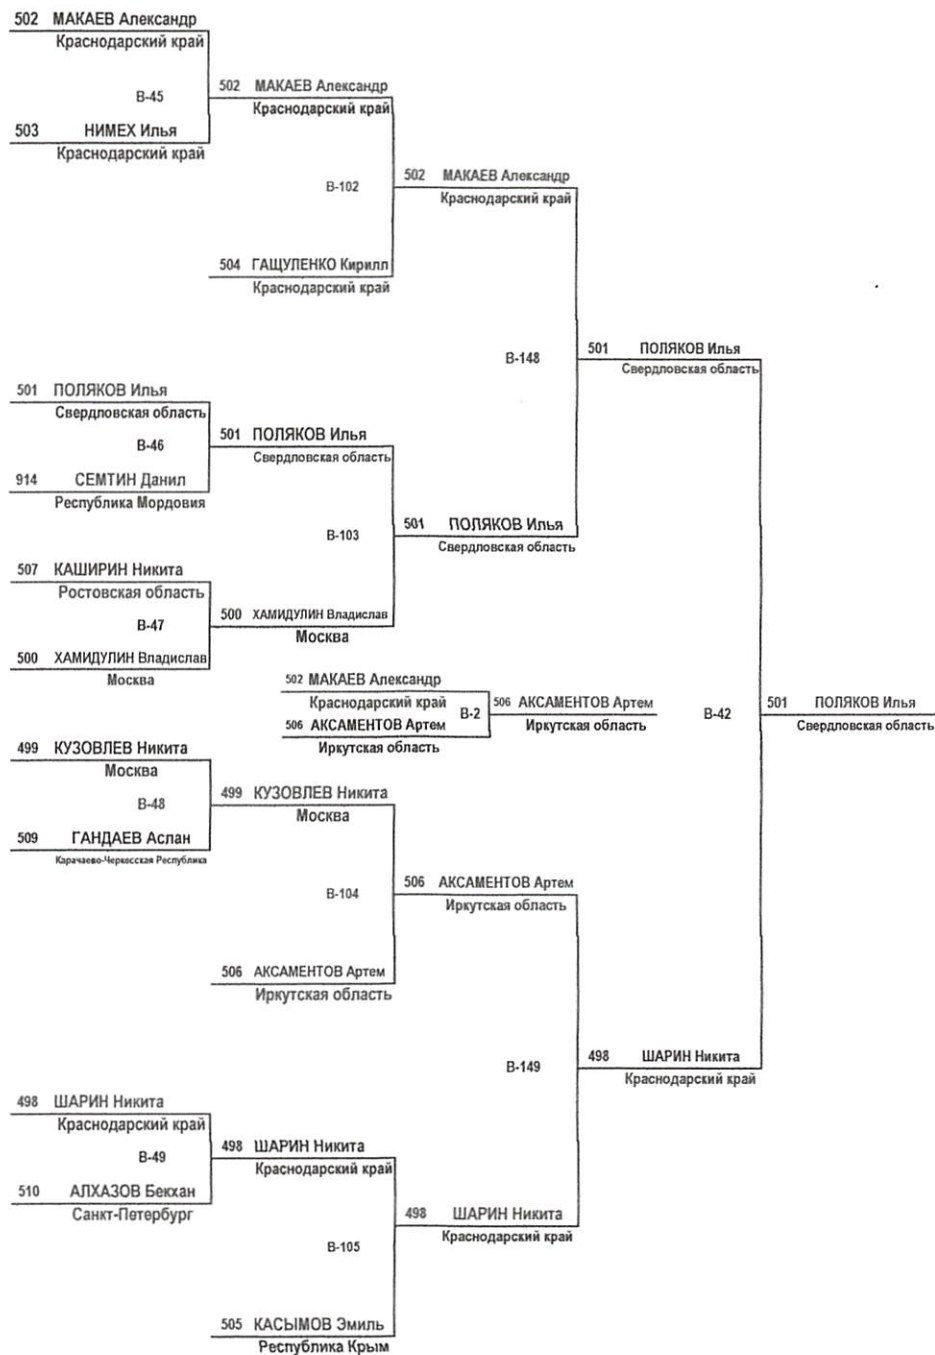 502 МАКАЕВ Александр
Краснодарский край
В-45
502 МАКАЕВ Александр
Краснодарский край
503 НИМЕХ Илья
Краснодарский край
В-102
502 МАКАЕВ Александр
Краснодарский край
504 ГАЩУЛЕНКО Кирилл
Краснодарский край
В-148
501 ПОЛЯКОВ Илья
Свердловская область
501 ПОЛЯКОВ Илья
Свердловская область
В-46
501 ПОЛЯКОВ Илья
Свердловская область
914 СЕМТИН Данил
Республика Мордовия
В-103
501 ПОЛЯКОВ Илья
Свердловская область
507 КАШИРИН Никита
Ростовская область
В-47
500 ХАМИДУЛИН Владислав
Москва
500 ХАМИДУЛИН Владислав
Москва
502 МАКАЕВ Александр
Краснодарский край
В-2
506 АКСАМЕНТОВ Артем
Иркутская область
506 АКСАМЕНТОВ Артем
Иркутская область
В-42
501 ПОЛЯКОВ Илья
Свердловская область
499 КУЗОВЛЕВ Никита
Москва
В-48
499 КУЗОВЛЕВ Никита
Москва
509 ГАНДАЕВ Аслан
Карачаево-Черкесская Республика
В-104
506 АКСАМЕНТОВ Артем
Иркутская область
506 АКСАМЕНТОВ Артем
Иркутская область
В-149
498 ШАРИН Никита
Краснодарский край
498 ШАРИН Никита
Краснодарский край
В-49
498 ШАРИН Никита
Краснодарский край
510 АЛХАЗОВ Бекхан
Санкт-Петербург
В-105
498 ШАРИН Никита
Краснодарский край
505 КАСЫМОВ Эмиль
Республика Крым